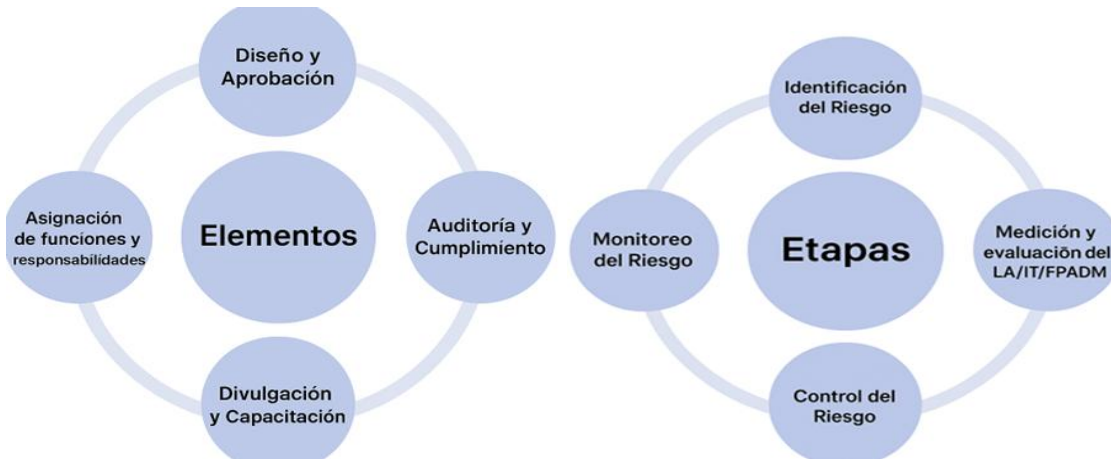 Diseño y
Aprobación
Elementos
Asignación
de funciones y
responsabilidades
Auditoría y
Cumplimiento
Divulgación
y Capacitación
Identificación
del Riesgo
Monitoreo
del Riesgo
Etapas
Medición y
evaluaciōn del
LA/IT/FPADM
Control del
Riesgo